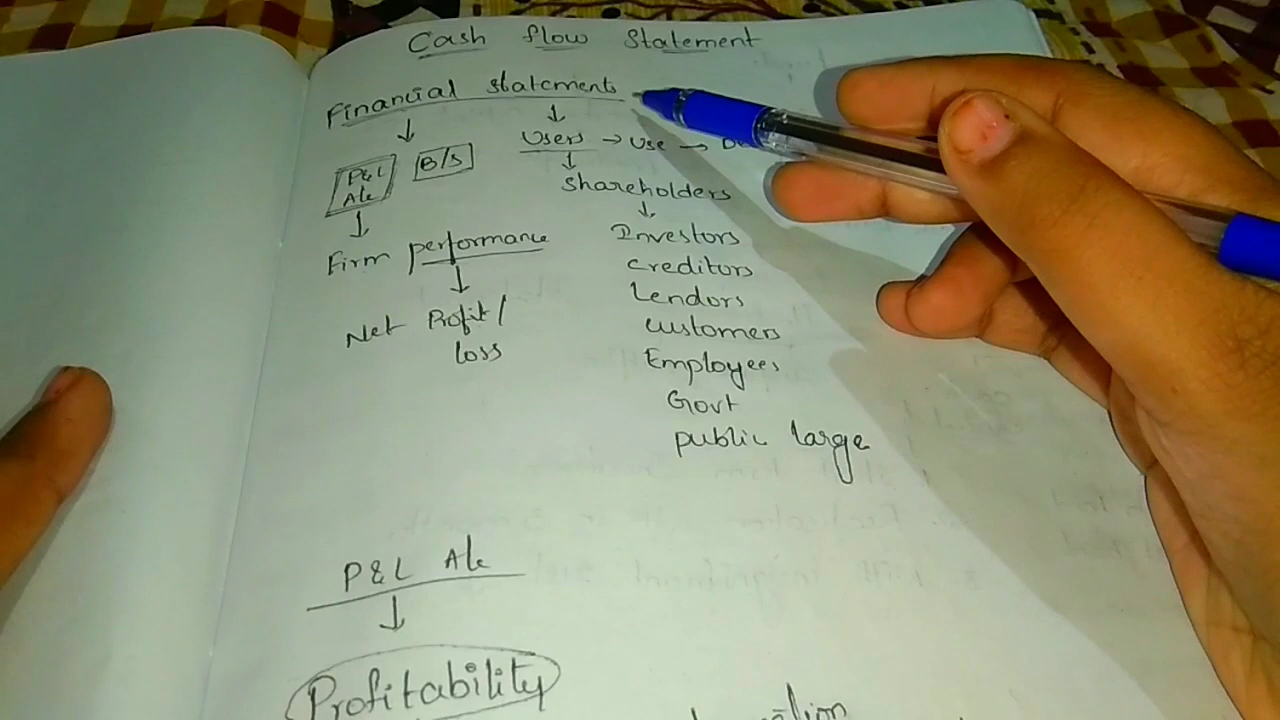 Cash flow Statement
Financial statements
↓ ↓
P&L A/c B/S Users → Use →
↓ ↓
Shareholders
↓
Firm performance Investors
↓ creditors
Net Profit/ Lendors
loss customers
Employees
Govt
public large
P&L A/c
↓
Profitability